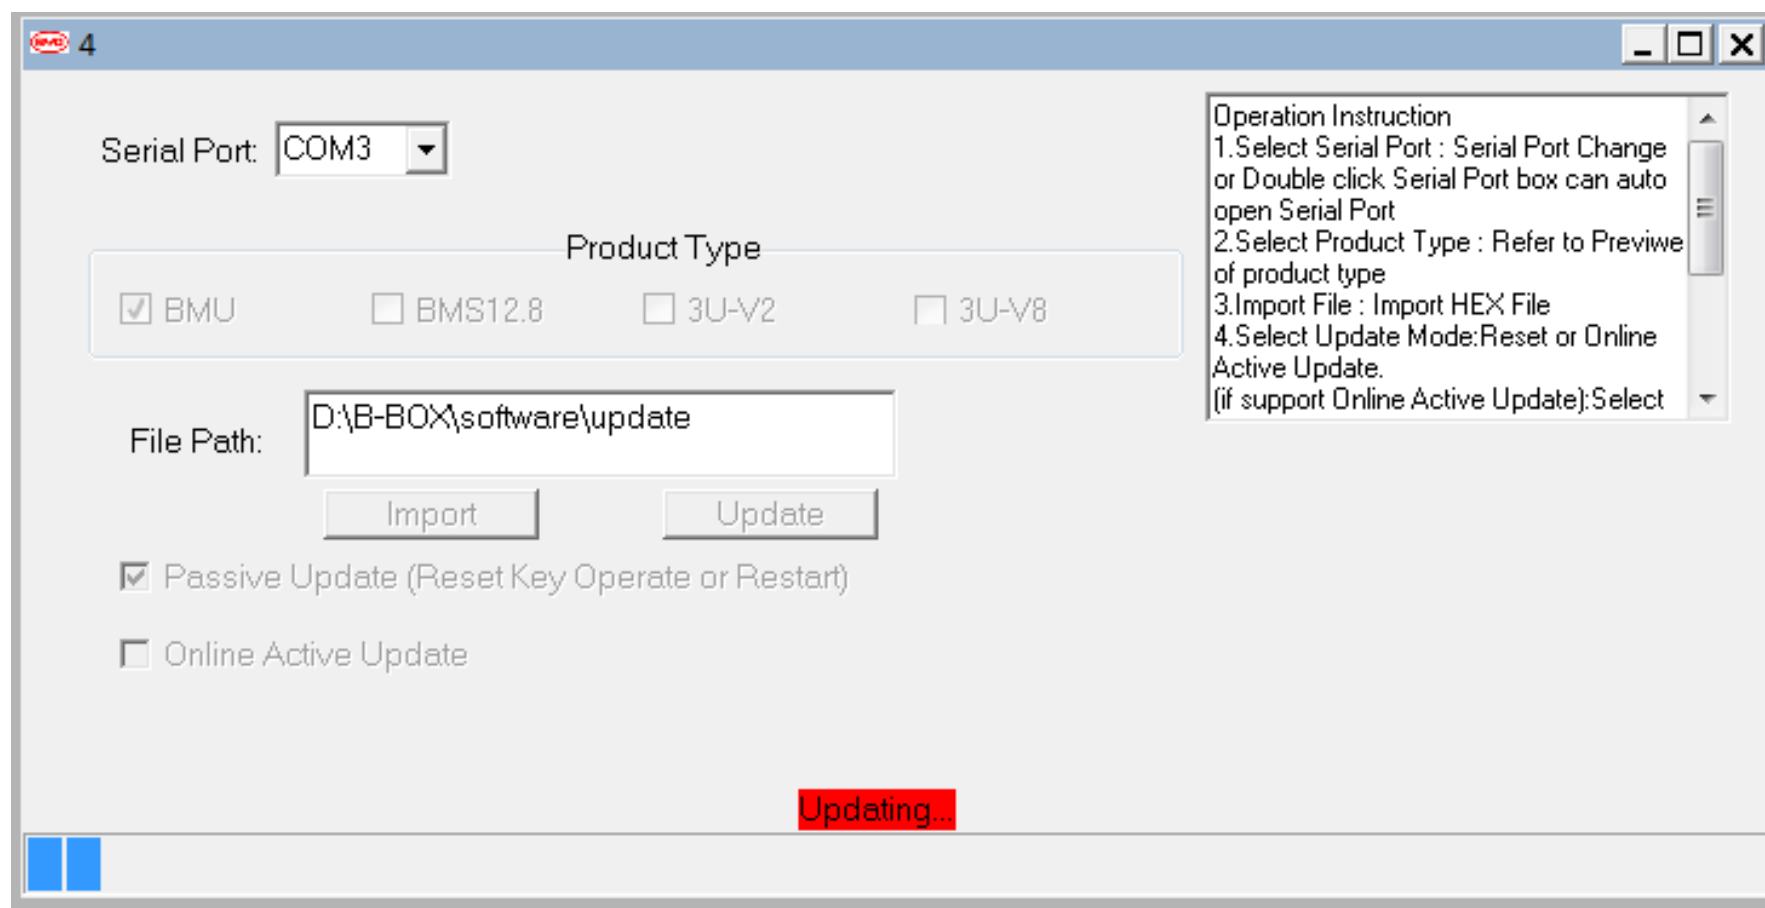 BYD 4
Serial Port: COM3
Product Type
BMU BMS12.8 3U-V2 3U-V8
File Path: D:\B-BOX\software\update
Import Update
Passive Update (Reset Key Operate or Restart)
Online Active Update
Operation Instruction
1.Select Serial Port : Serial Port Change
or Double click Serial Port box can auto
open Serial Port
2.Select Product Type : Refer to Previwe
of product type
3.Import File : Import HEX File
4.Select Update Mode:Reset or Online
Active Update.
(if support Online Active Update):Select
Updating...